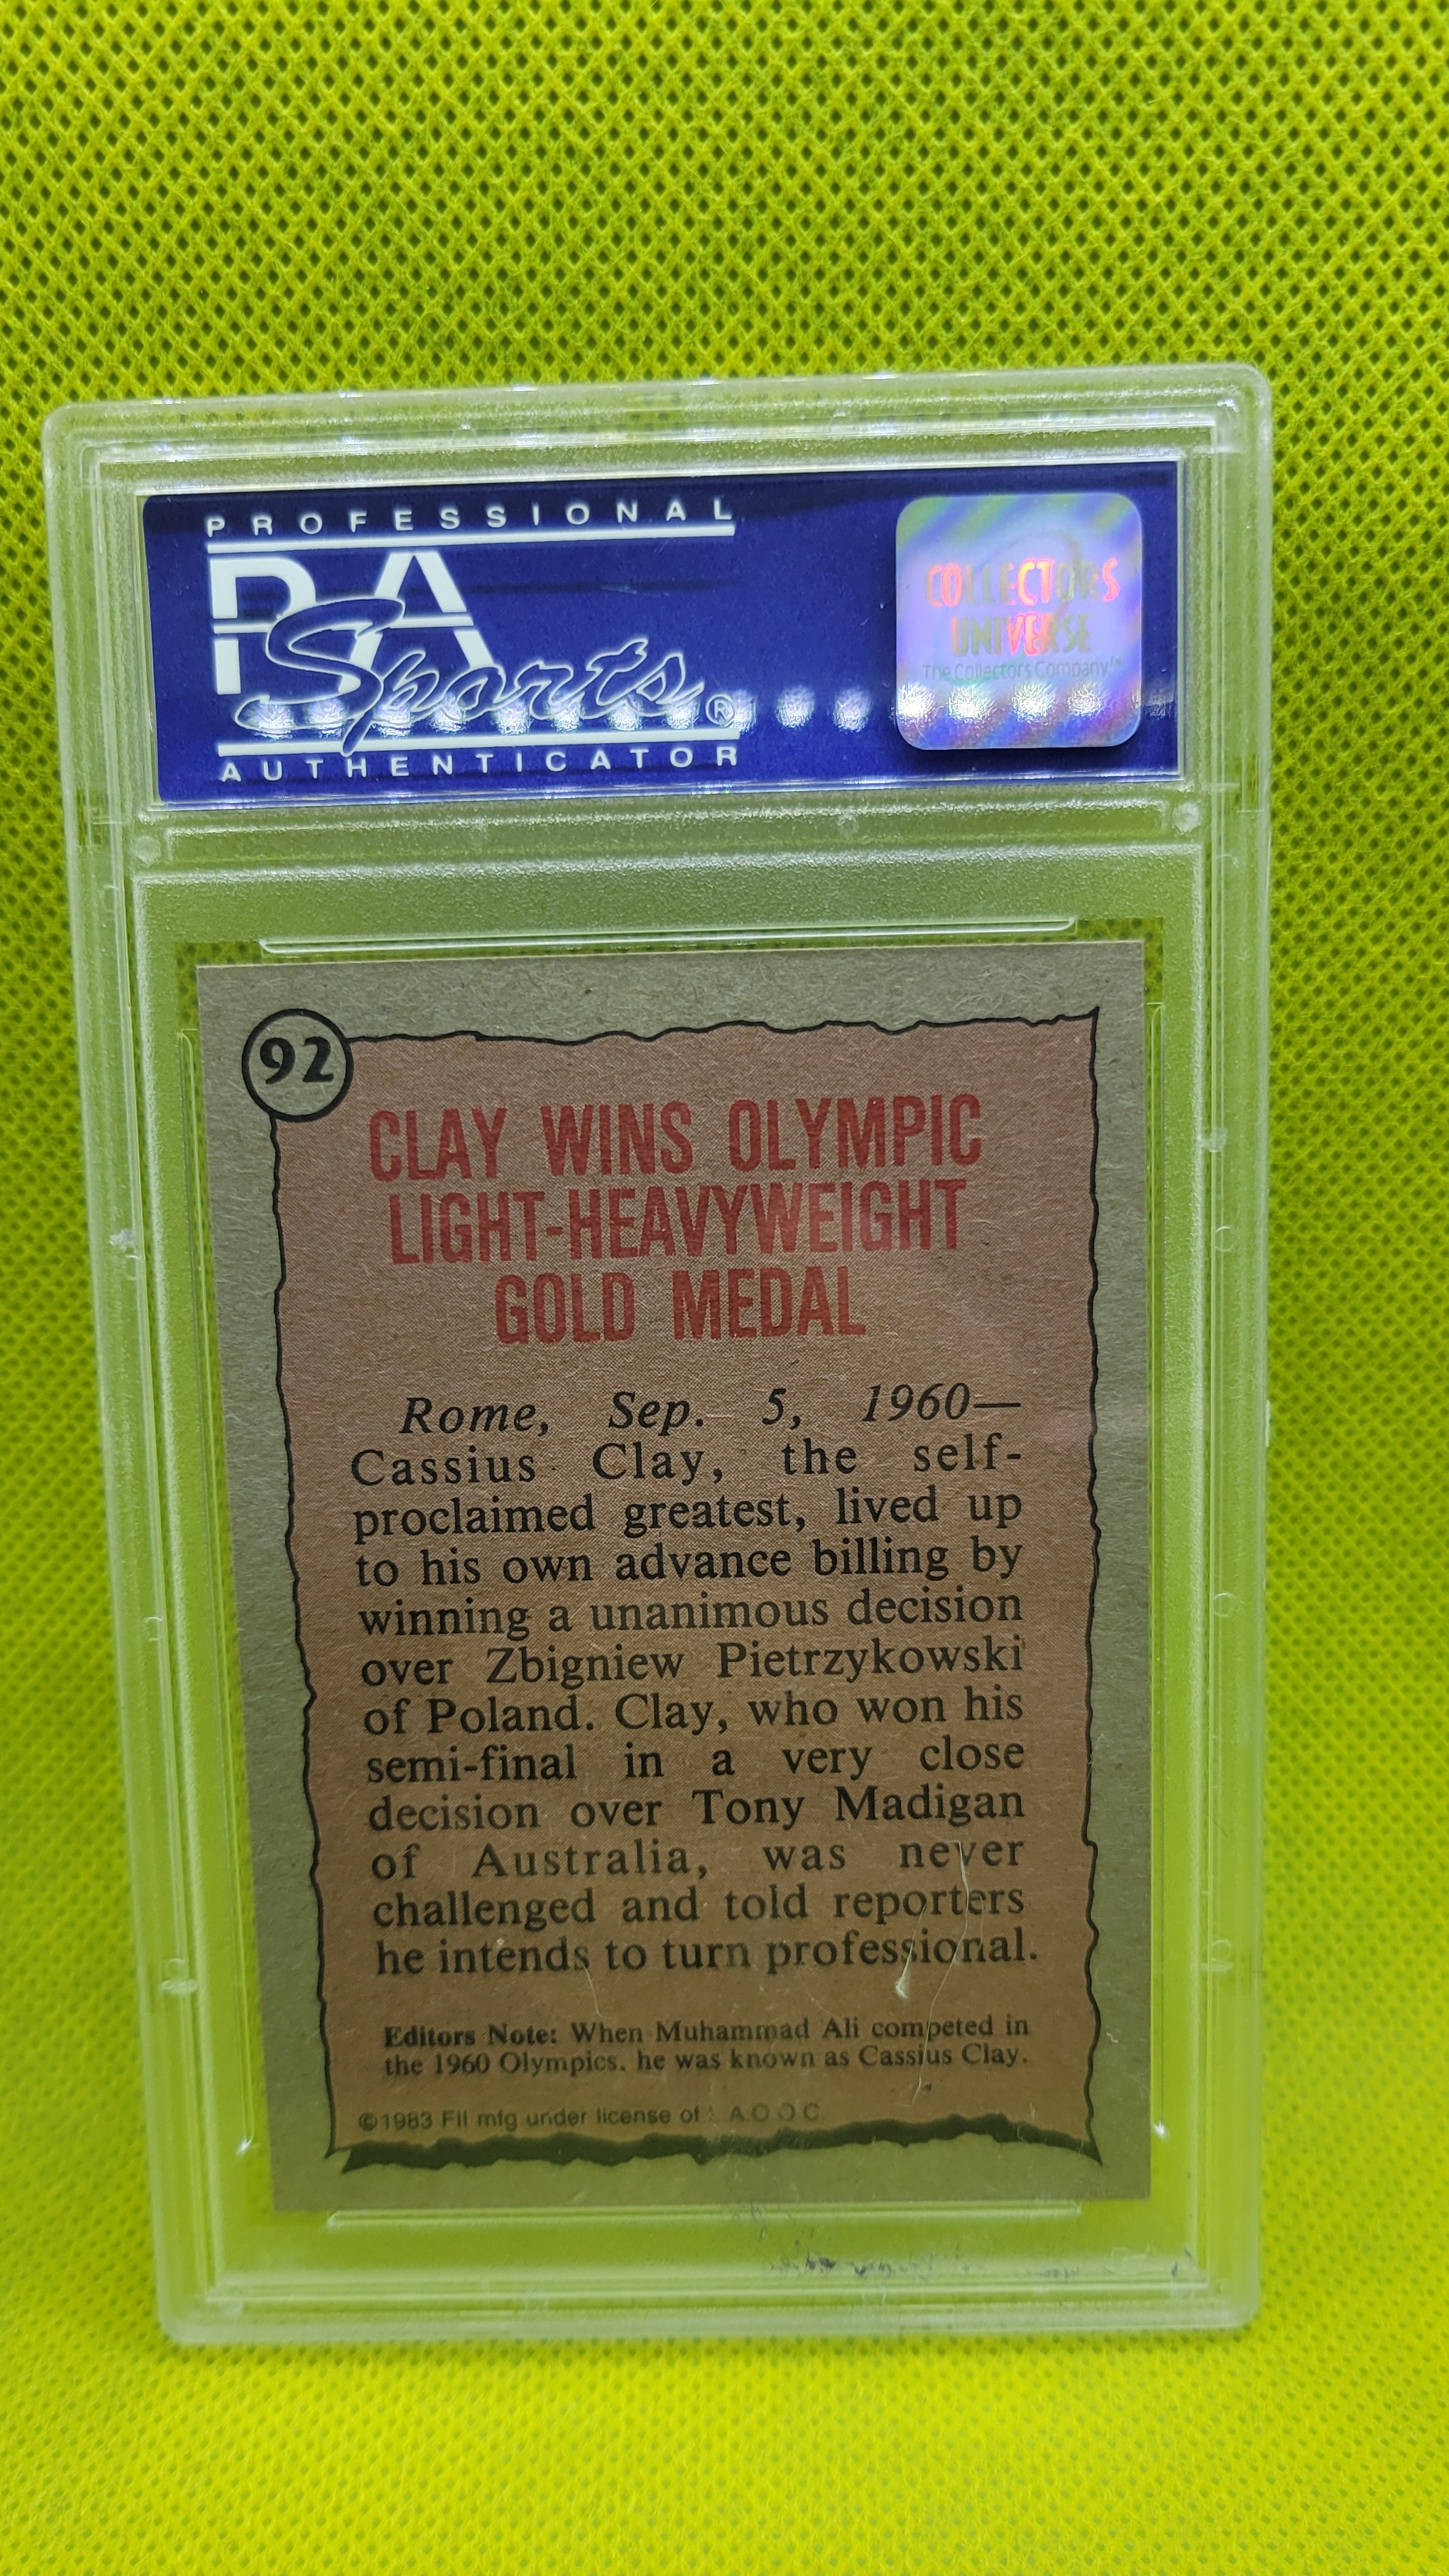 PROFESSIONAL
Sports®
AUTHENTICATOR
COLLECTORS
UNIVERSE
The Collectors Company™
92
CLAY WINS OLYMPIC
LIGHT-HEAVYWEIGHT
GOLD MEDAL
Rome, Sep. 5, 1960—
Cassius Clay, the self-
proclaimed greatest, lived up
to his own advance billing by
winning a unanimous decision
over Zbigniew Pietrzykowski
of Poland. Clay, who won his
semi-final in a very close
decision over Tony Madigan
of Australia, was never
challenged and told reporters
he intends to turn professional.
Editors Note: When Muhammad Ali competed in
the 1960 Olympics, he was known as Cassius Clay.
©1983 FII mfg under license of